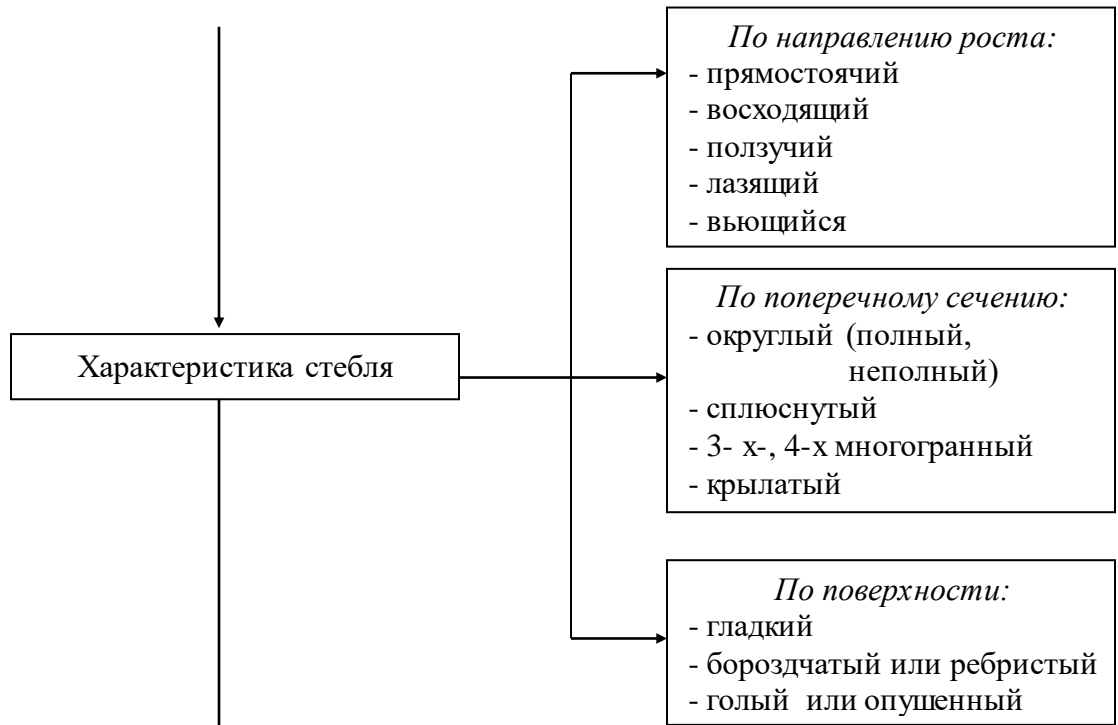 По направлению роста:
- прямостоячий
- восходящий
- ползучий
- лазящий
- вьющийся
Характеристика стебля
По поперечному сечению:
- округлый (полный,
неполный)
- сплюснутый
- 3- х-, 4-х многогранный
- крылатый
По поверхности:
- гладкий
- бороздчатый или ребристый
- голый или опушенный